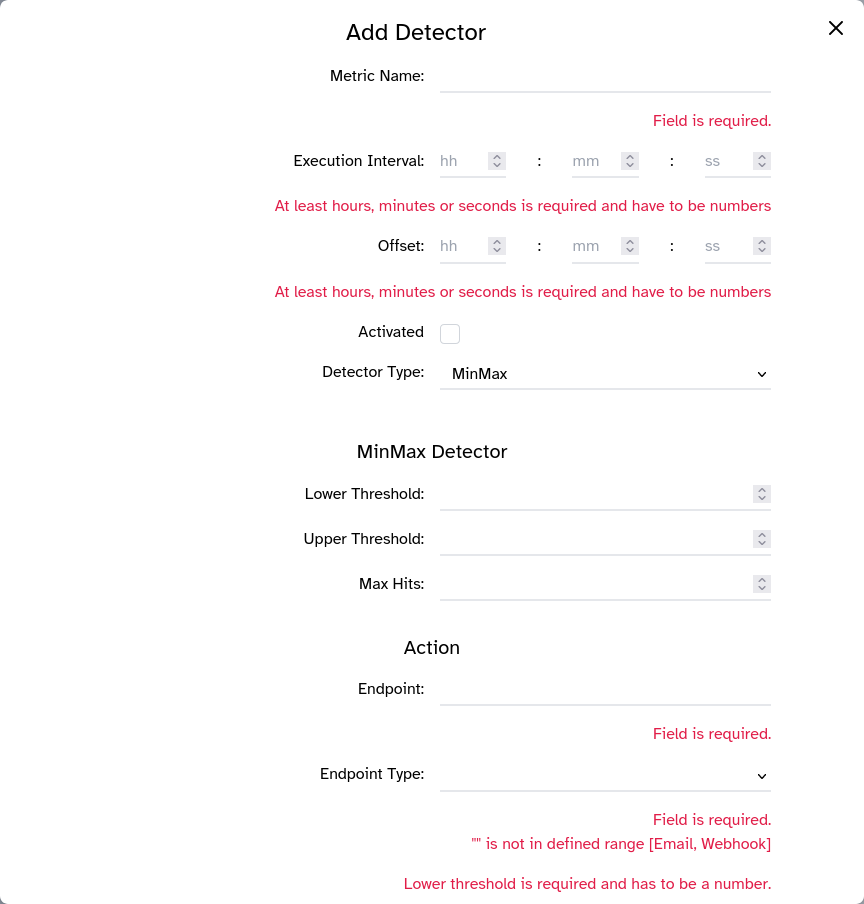 Add Detector
Metric Name:
Field is required.
Execution Interval: hh : mm : ss
At least hours, minutes or seconds is required and have to be numbers
Offset: hh : mm : ss
At least hours, minutes or seconds is required and have to be numbers
Activated
Detector Type: MinMax
MinMax Detector
Lower Threshold:
Upper Threshold:
Max Hits:
Action
Endpoint:
Field is required.
Endpoint Type:
Field is required.
"" is not in defined range [Email, Webhook]
Lower threshold is required and has to be a number.